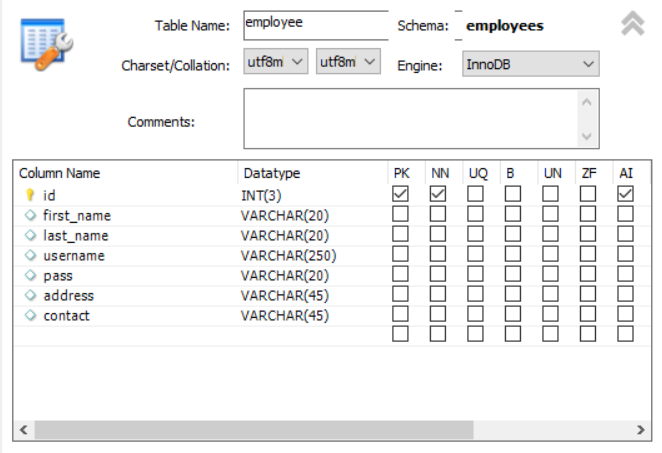 Table Name: employee Schema: employees
Charset/Collation: utf8m utf8m Engine: InnoDB
Comments:
Column Name Datatype PK NN UQ B UN ZF AI
id INT(3)
first_name VARCHAR(20)
last_name VARCHAR(20)
username VARCHAR(250)
pass VARCHAR(20)
address VARCHAR(45)
contact VARCHAR(45)